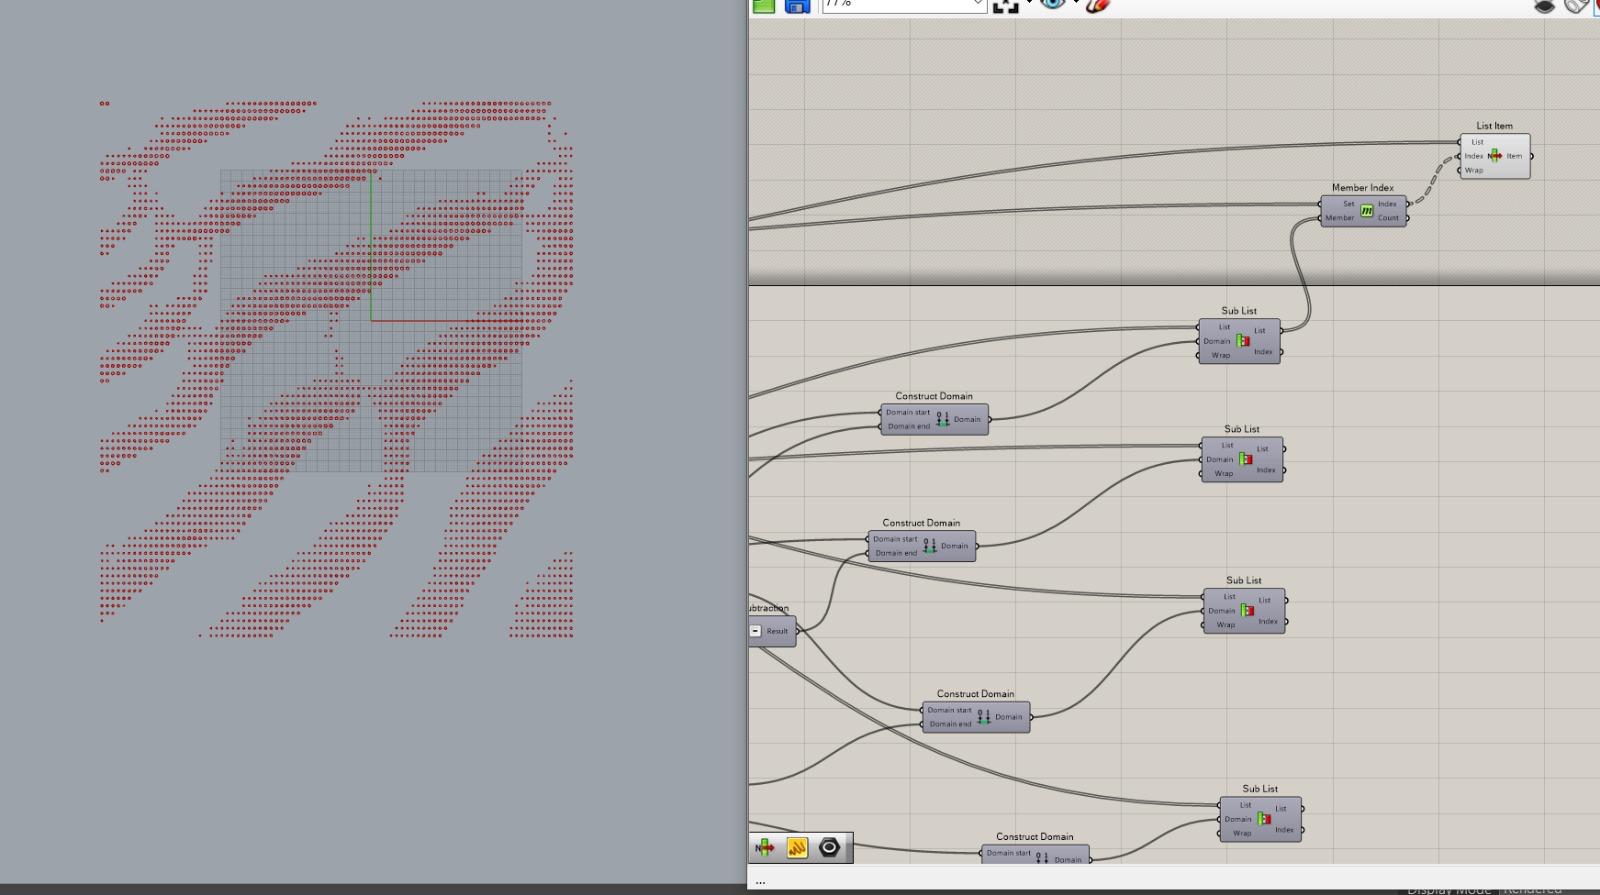 77%
List Item
List
Index Item
Wrap
Member Index
Set Index
Member Count
Sub List
List List
Domain
Wrap Index
Construct Domain
Domain start
Domain end Domain
Sub List
List List
Domain
Wrap Index
Construct Domain
Domain start
Domain end Domain
Sub List
List List
Domain
Wrap Index
ubtraction
Result
Construct Domain
Domain start
Domain end Domain
Sub List
List List
Domain
Wrap Index
Construct Domain
Domain start
Domain
...
Display Mode Rendered